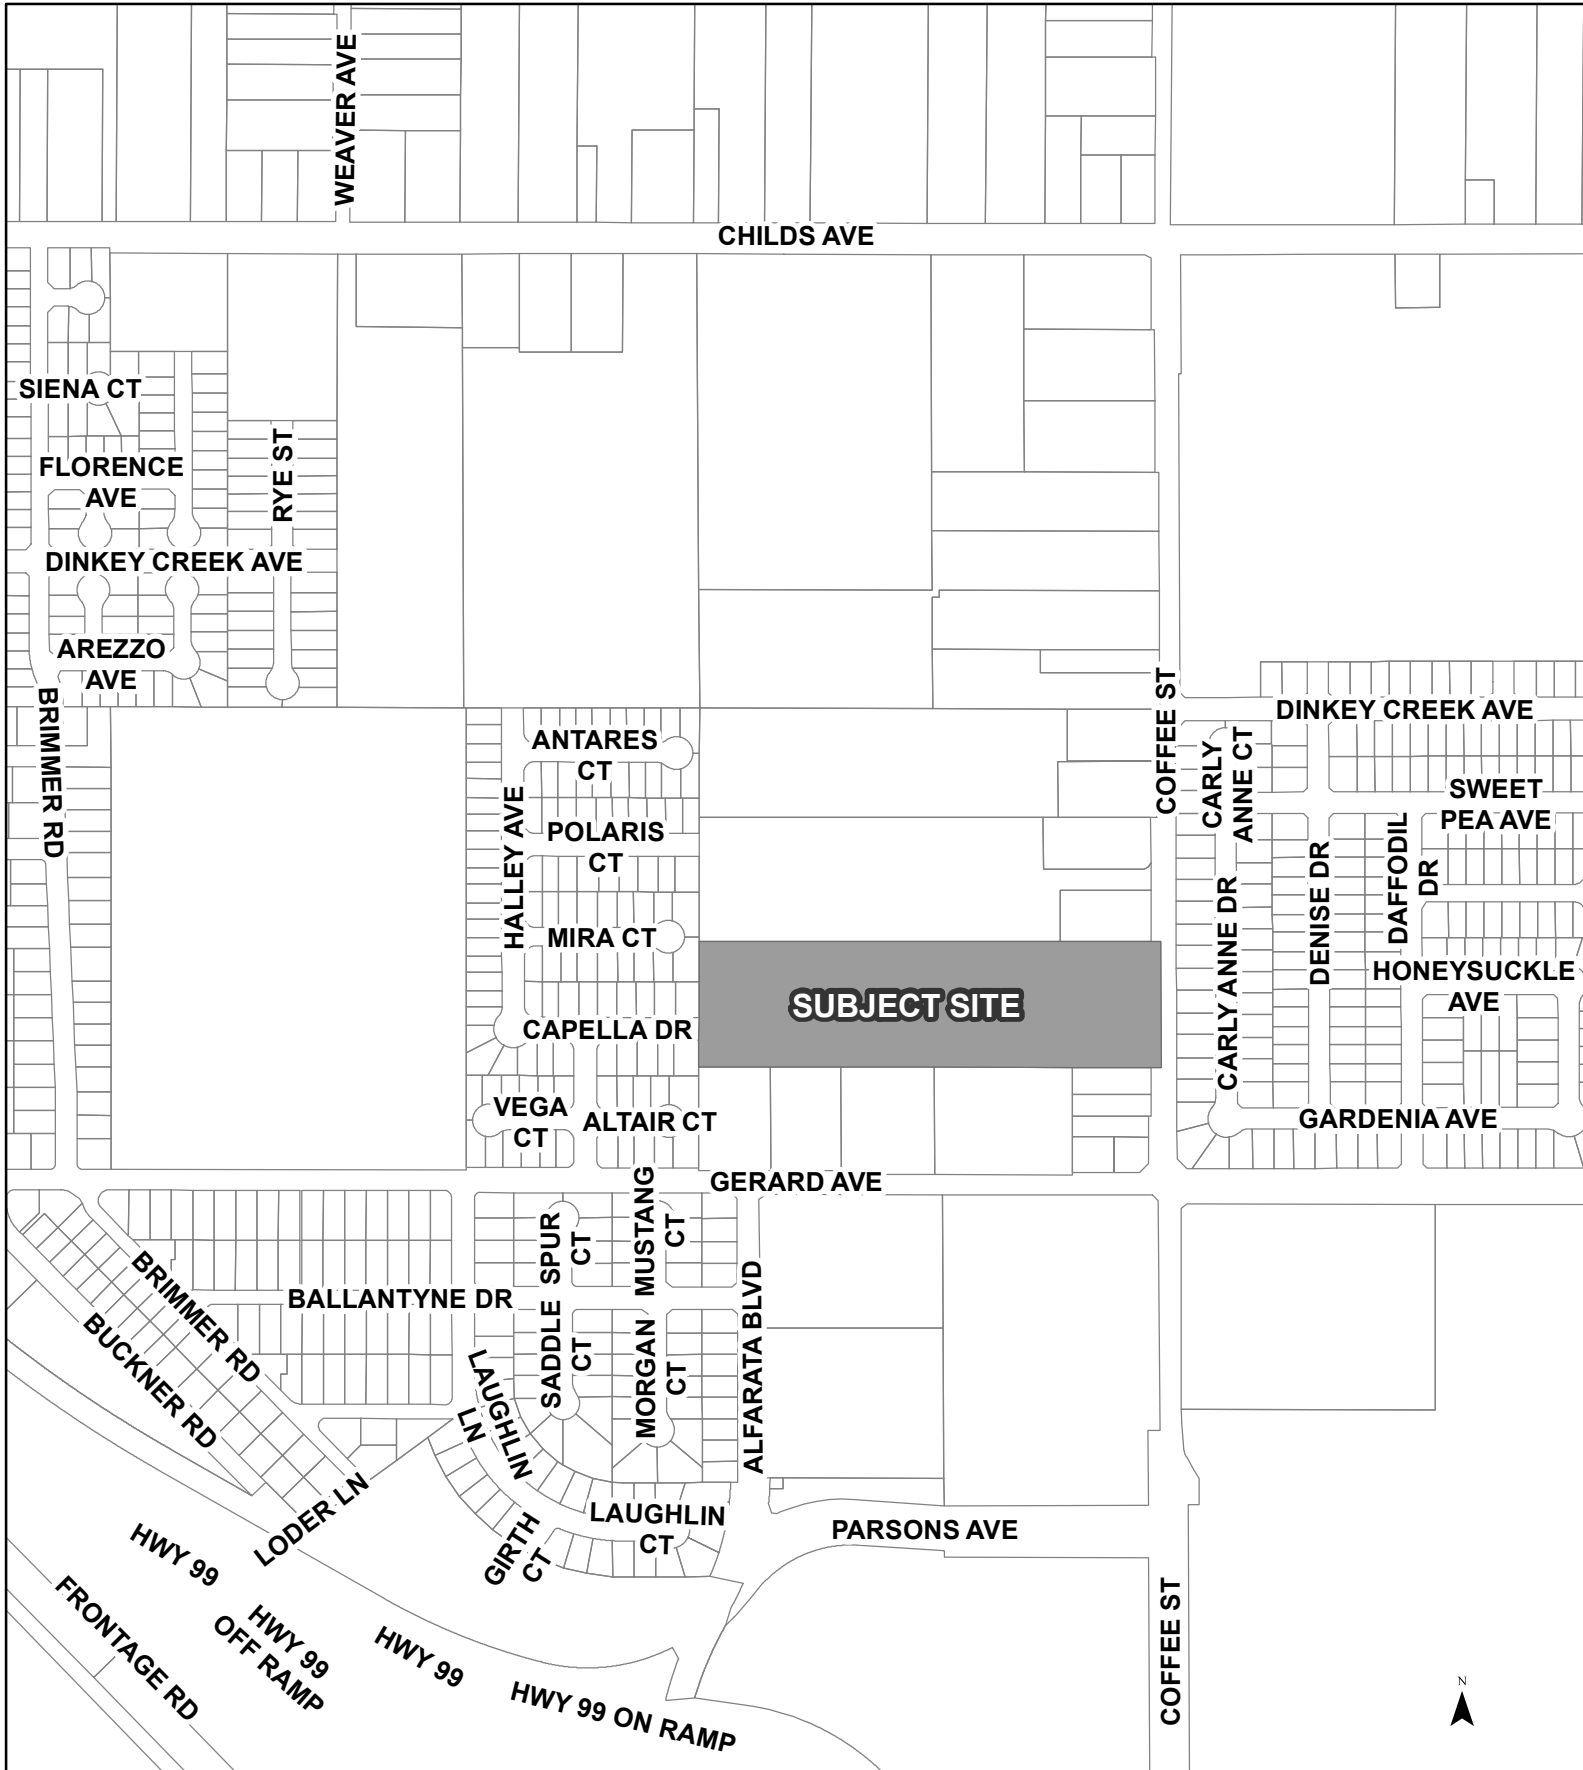 WEAVER AVE
CHILDS AVE
SIENA CT
FLORENCE
AVE
RYE ST
DINKEY CREEK AVE
AREZZO
AVE
BRIMMER RD
COFFEE ST
DINKEY CREEK AVE
ANTARES
CT
CARLY
ANNE CT
HALLEY AVE
POLARIS
CT
SWEET
PEA AVE
DAFFODIL
DR
DENISE DR
MIRA CT
CARLY ANNE DR
HONEYSUCKLE
AVE
SUBJECT SITE
CAPELLA DR
VEGA
CT
ALTAIR CT
GARDENIA AVE
GERARD AVE
MUSTANG
CT
SPUR
CT
BRIMMER RD
BALLANTYNE DR
BUCKNER RD
SADDLE
CT
MORGAN
CT
ALFARATA BLVD
LAUGHLIN
LN
LODER LN
LAUGHLIN
CT
GIRTH
CT
PARSONS AVE
HWY 99
FRONTAGE RD
HWY 99
OFF RAMP
HWY 99
HWY 99 ON RAMP
COFFEE ST
N